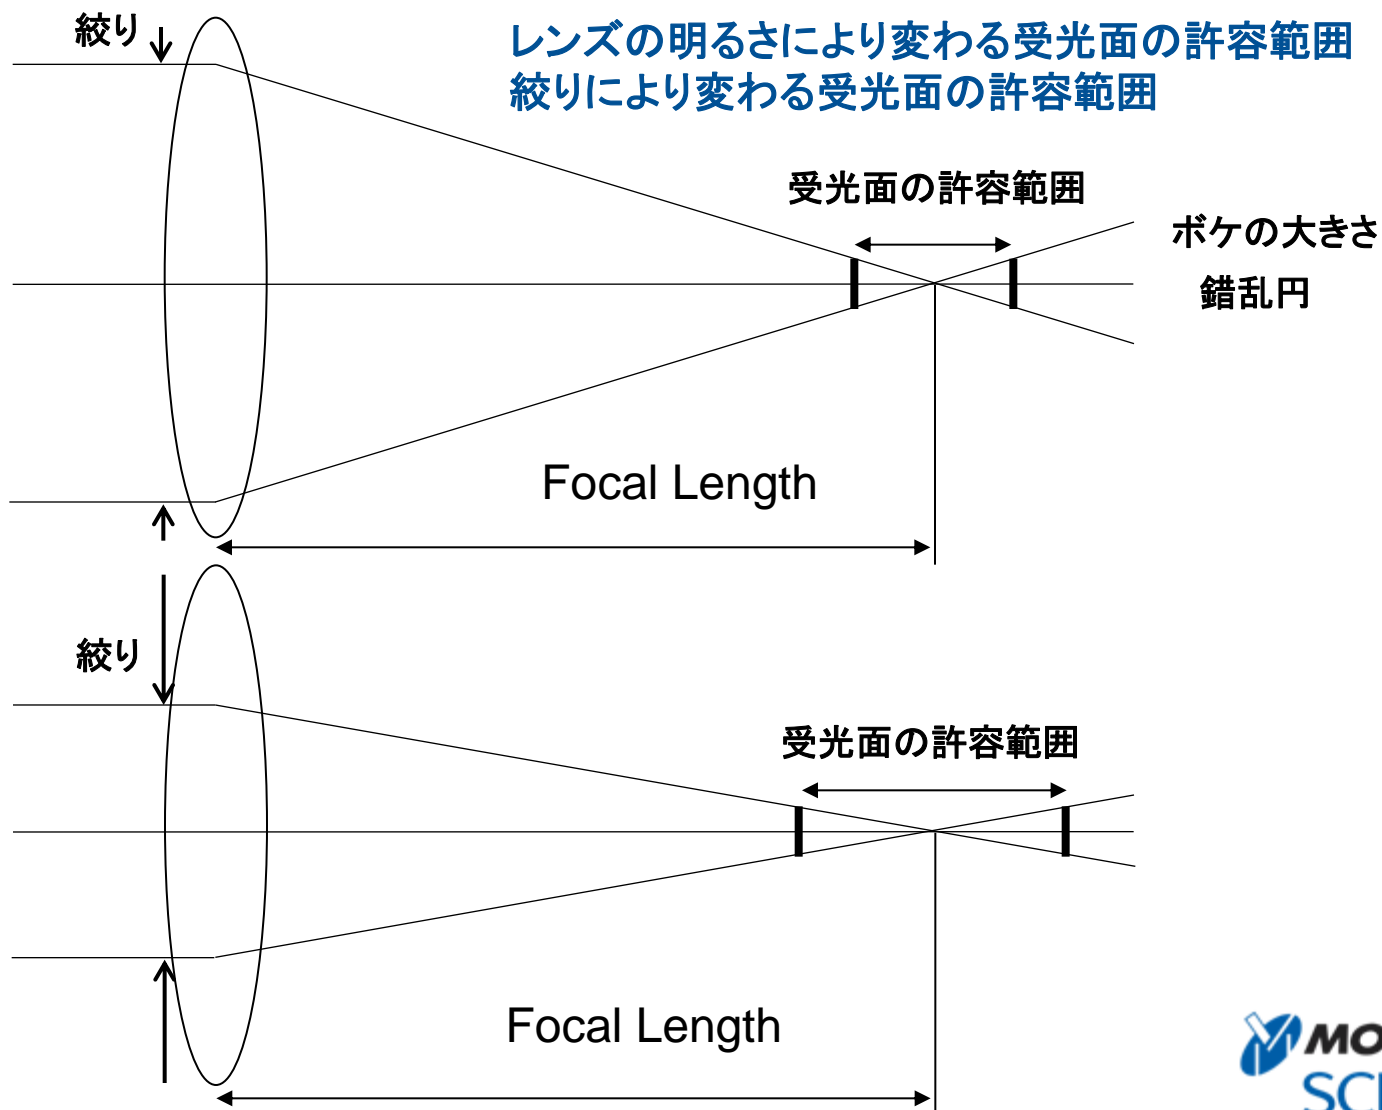 絞り
レンズの明るさにより変わる受光面の許容範囲
絞りにより変わる受光面の許容範囲
受光面の許容範囲
ボケの大きさ
錯乱円
Focal Length
絞り
受光面の許容範囲
Focal Length